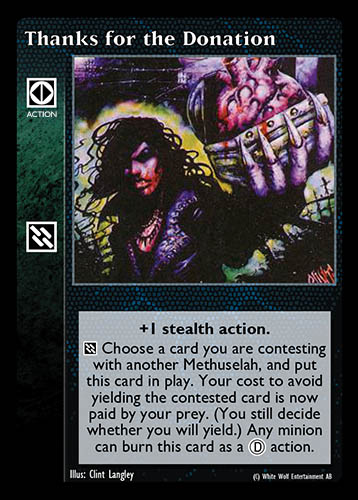 Thanks for the Donation
ACTION
+1 stealth action.
Choose a card you are contesting
with another Methuselah, and put
this card in play. Your cost to avoid
yielding the contested card is now
paid by your prey. (You still decide
whether you will yield.) Any minion
can burn this card as a D action.
Illus: Clint Langley
(C) White Wolf Entertainment AB